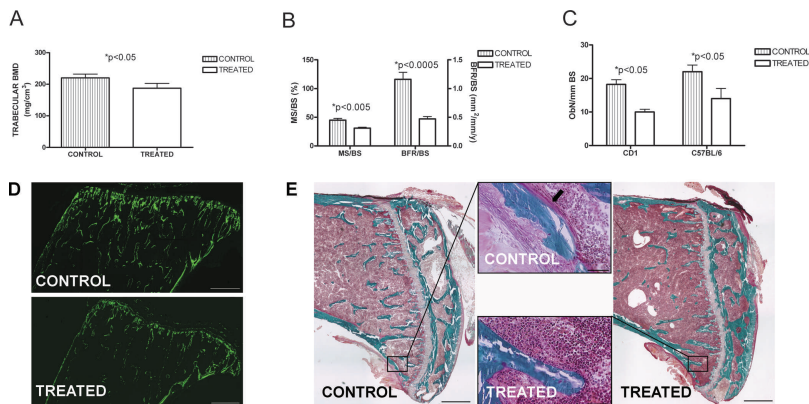 A
*p<0.05
CONTROL
TREATED
TRABECULAR BMD
(mg/cm³)
300
200
100
0
CONTROL
TREATED
B
CONTROL
TREATED
*p<0.0005
*p<0.005
MS/BS (%)
150
100
50
0
BFR/BS (mm³/mm/y)
1.5
1.0
0.5
0.0
MS/BS
BFR/BS
C
CONTROL
TREATED
*p<0.05
*p<0.05
ObN/mm BS
30
20
10
0
CD1
C57BL/6
D
CONTROL
TREATED
E
CONTROL
CONTROL
TREATED
TREATED